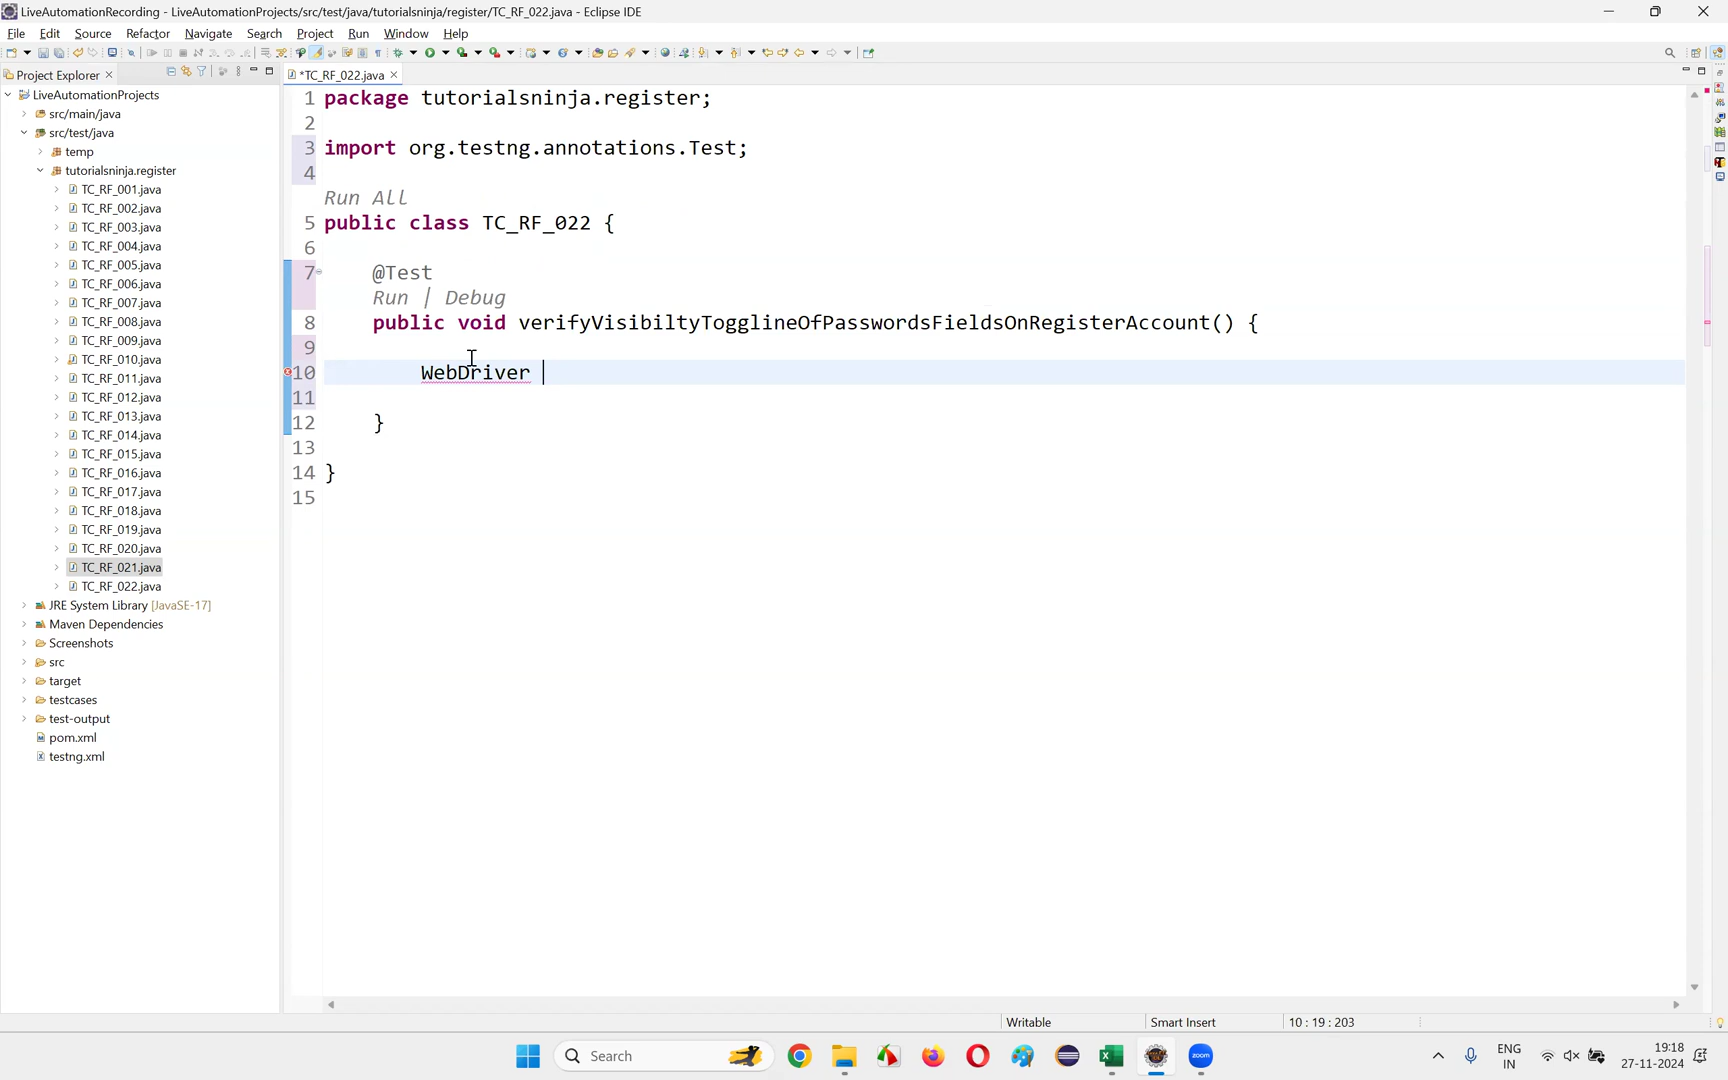 LiveAutomationRecording - LiveAutomationProjects/src/test/java/tutorialsninja/register/TC_RF_022.java - Eclipse IDE
File Edit Source Refactor Navigate Search Project Run Window Help
Project Explorer
*TC_RF_022.java
LiveAutomationProjects
src/main/java
src/test/java
temp
tutorialsninja.register
TC_RF_001.java
TC_RF_002.java
TC_RF_003.java
TC_RF_004.java
TC_RF_005.java
TC_RF_006.java
TC_RF_007.java
TC_RF_008.java
TC_RF_009.java
TC_RF_010.java
TC_RF_011.java
TC_RF_012.java
TC_RF_013.java
TC_RF_014.java
TC_RF_015.java
TC_RF_016.java
TC_RF_017.java
TC_RF_018.java
TC_RF_019.java
TC_RF_020.java
TC_RF_021.java
TC_RF_022.java
JRE System Library [JavaSE-17]
Maven Dependencies
Screenshots
src
target
testcases
test-output
pom.xml
testng.xml
1 package tutorialsninja.register;
2
3 import org.testng.annotations.Test;
4
Run All
5 public class TC_RF_022 {
6
7 @Test
Run | Debug
8 public void verifyVisibiltyTogglineOfPasswordsFieldsOnRegisterAccount() {
9
10 WebDriver
11
12 }
13
14 }
15
Writable Smart Insert 10 : 19 : 203
Search
zoom
ENG
IN
19:18
27-11-2024